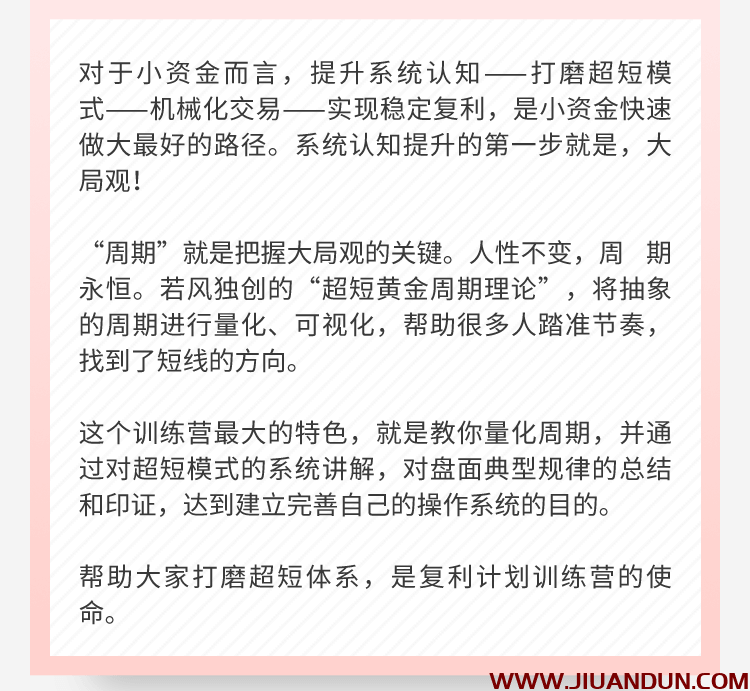 对于小资金而言，提升系统认知——打磨超短模
式——机械化交易——实现稳定复利，是小资金快速
做大最好的路径。系统认知提升的第一步就是，大
局观！
“周期”就是把握大局观的关键。人性不变，周 期
永恒。若风独创的“超短黄金周期理论”，将抽象
的周期进行量化、可视化，帮助很多人踏准节奏，
找到了短线的方向。
这个训练营最大的特色，就是教你量化周期，并通
过对超短模式的系统讲解，对盘面典型规律的总结
和印证，达到建立完善自己的操作系统的目的。
帮助大家打磨超短体系，是复利计划训练营的使
命。
WWW.JIUANDUN.COM